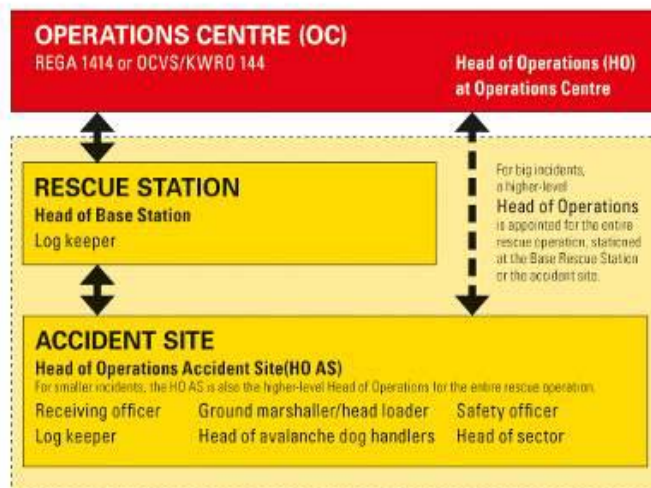 OPERATIONS CENTRE (OC)
REGA 1414 or OCVS/KWRO 144
Head of Operations (HO)
at Operations Centre
For big incidents,
a higher-level
Head of Operations
is appointed for the entire
rescue operation, stationed
at the Base Rescue Station
or the accident site.
RESCUE STATION
Head of Base Station
Log keeper
ACCIDENT SITE
Head of Operations Accident Site(HO AS)
For smaller incidents, the HO AS is also the higher-level Head of Operations for the entire rescue operation.
Receiving officer Ground marshaller/head loader Safety officer
Log keeper Head of avalanche dog handlers Head of sector